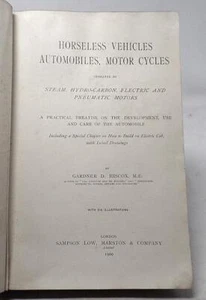 HORSELESS VEHICLES
AUTOMOBILES, MOTOR CYCLES
OPERATED BY
STEAM, HYDRO-CARBON, ELECTRIC AND
PNEUMATIC MOTORS
A PRACTICAL TREATISE ON THE DEVELOPMENT, USE
AND CARE OF THE AUTOMOBILE
Including a Special Chapter on How to Build an Electric Cab,
with Detail Drawings
BY
GARDNER D. HISCOX, M.E.
WITH 316 ILLUSTRATIONS
LONDON
SAMPSON LOW, MARSTON & COMPANY
Limited